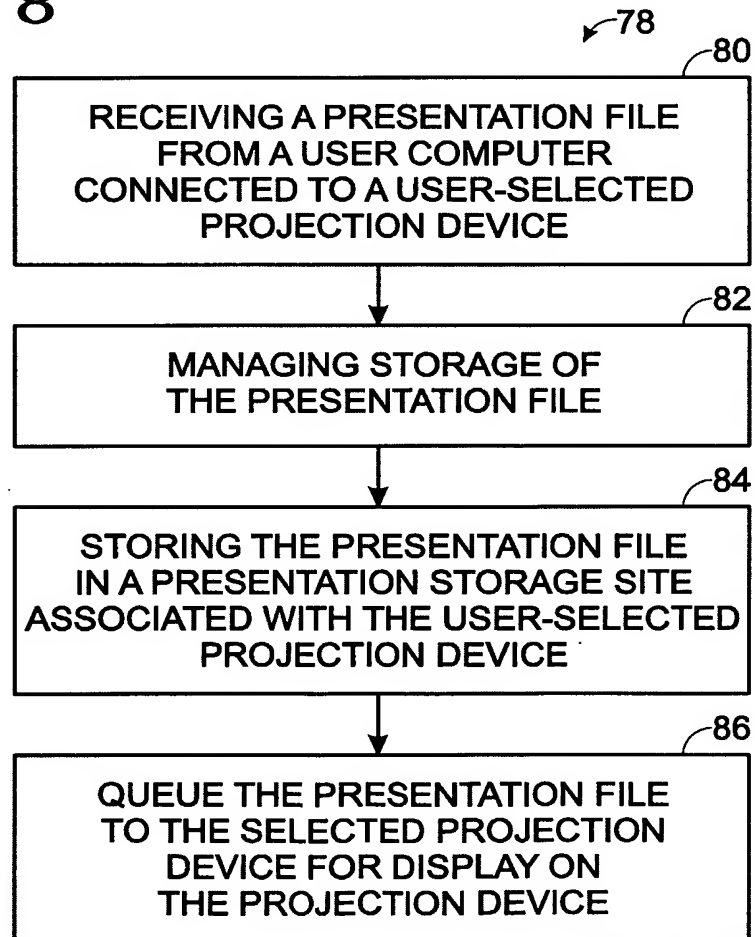 8
78
80
RECEIVING A PRESENTATION FILE
FROM A USER COMPUTER
CONNECTED TO A USER-SELECTED
PROJECTION DEVICE
82
MANAGING STORAGE OF
THE PRESENTATION FILE
84
STORING THE PRESENTATION FILE
IN A PRESENTATION STORAGE SITE
ASSOCIATED WITH THE USER-SELECTED
PROJECTION DEVICE
86
QUEUE THE PRESENTATION FILE
TO THE SELECTED PROJECTION
DEVICE FOR DISPLAY ON
THE PROJECTION DEVICE